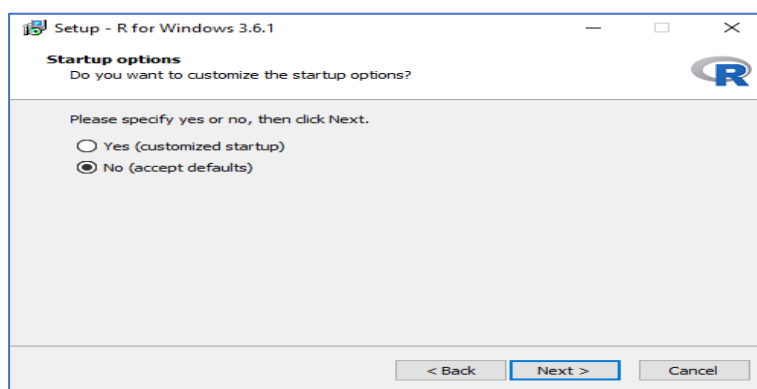 Setup - R for Windows 3.6.1
Startup options
Do you want to customize the startup options?
R
Please specify yes or no, then click Next.
Yes (customized startup)
No (accept defaults)
< Back Next > Cancel